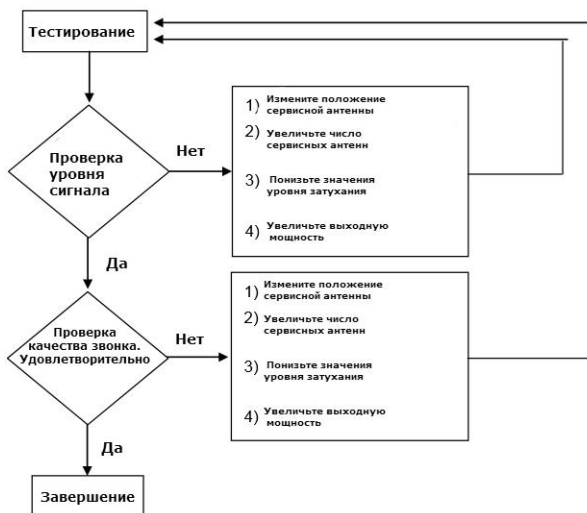 Тестирование
Проверка
уровня
сигнала
Нет
1) Измените положение
сервисной антенны
2) Увеличьте число
сервисных антенн
3) Понизьте значения
уровня затухания
4) Увеличьте выходную
мощность
Да
Проверка
качества звонка.
Удовлетворительно
Нет
1) Измените положение
сервисной антенны
2) Увеличьте число
сервисных антенн
3) Понизьте значения
уровня затухания
4) Увеличьте выходную
мощность
Да
Завершение